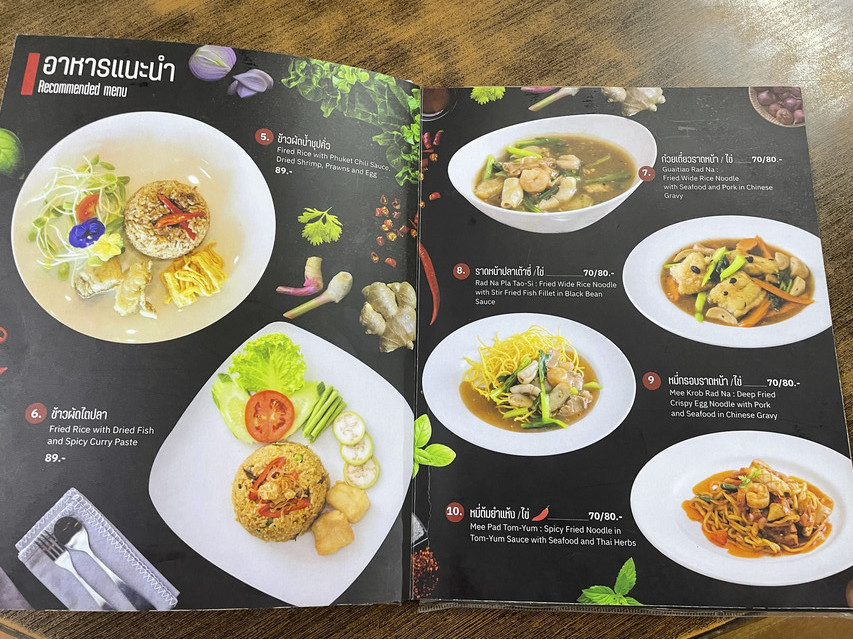 อาหารแนะนำ
Recommended menu
5. ข้าวผัดน้ำชุบคั่ว
Fired Rice with Phuket Chili Sauce,
Dried Shrimp, Prawns and Egg
89.-
6. ข้าวผัดไตปลา
Fried Rice with Dried Fish
and Spicy Curry Paste
89.-
7. ก๋วยเตี๋ยวราดหน้า /ไข่ 70/80.-
Guaitiao Rad Na :
Fried Wide Rice Noodle
with Seafood and Pork in Chinese
Gravy
8. ราดหน้าปลาเต้าซี่ /ไข่ 70/80.-
Rad Na Pla Tao-Si : Fried Wide Rice Noodle
with Stir Fried Fish Fillet in Black Bean
Sauce
9 หมี่กรอบราดหน้า /ไข่ 70/80.-
Mee Krob Rad Na : Deep Fried
Crispy Egg Noodle with Pork
and Seafood in Chinese Gravy
10. หมี่ต้มยำแห้ง /ไข่ 70/80.-
Mee Pad Tom-Yum : Spicy Fried Noodle in
Tom-Yum Sauce with Seafood and Thai Herbs